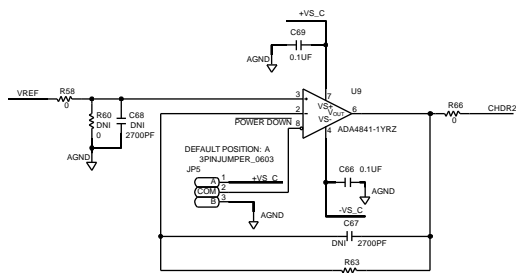 +VS_C
C69
0.1UF
AGND
VREF
R58
0
R60
DNI
0
C68
DNI
2700PF
AGND
3
2
8
POWER DOWN
7
VS+
VOUT
VS-
4
6
U9
ADA4841-1YRZ
R66
0
CHDR2
DEFAULT POSITION: A
3PINJUMPER_0603
JP5
A
COM
B
1
2
3
+VS_C
AGND
C66
0.1UF
AGND
-VS_C
C67
DNI
2700PF
R63